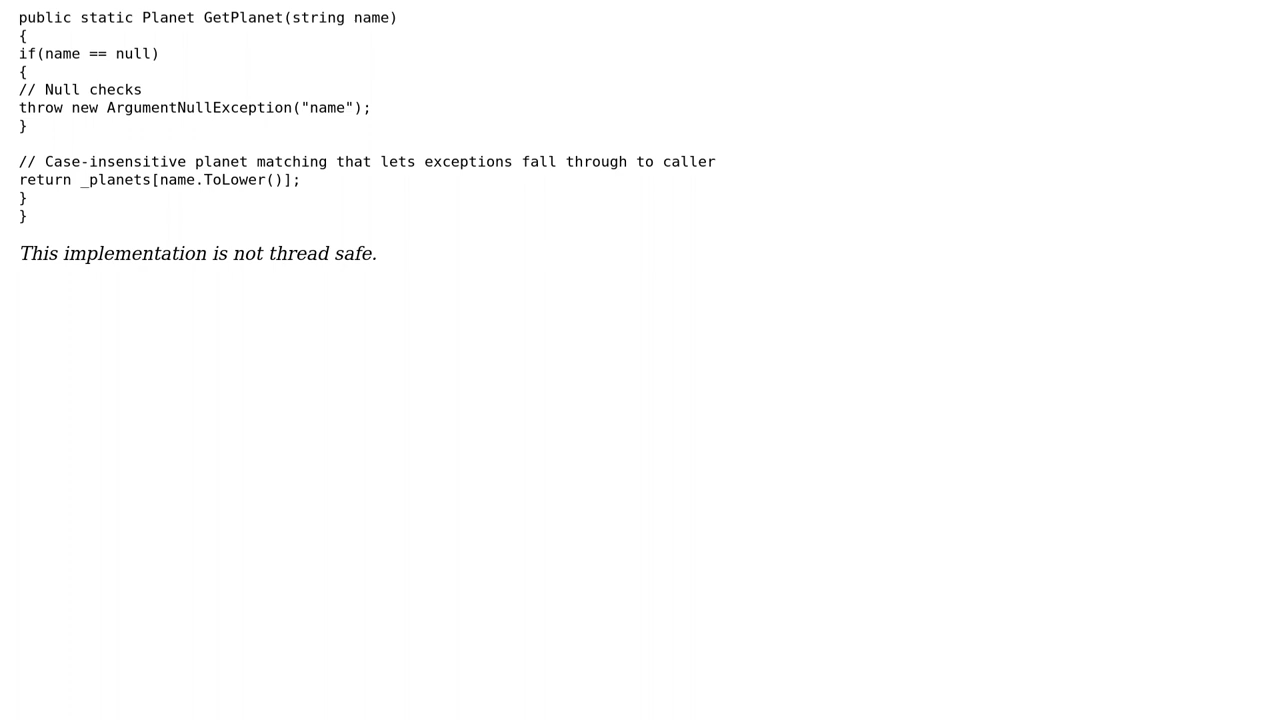 public static Planet GetPlanet(string name)
{
if(name == null)
{
// Null checks
throw new ArgumentNullException("name");
}

// Case-insensitive planet matching that lets exceptions fall through to caller
return _planets[name.ToLower()];
}
}

This implementation is not thread safe.